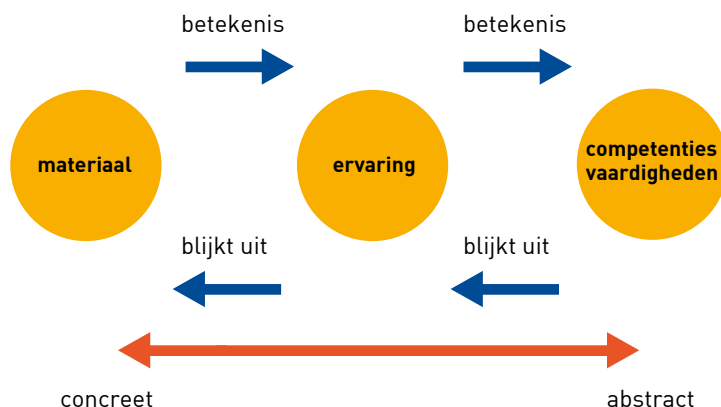 betekenis betekenis
materiaal ervaring competenties
vaardigheden
blijkt uit blijkt uit
concreet abstract